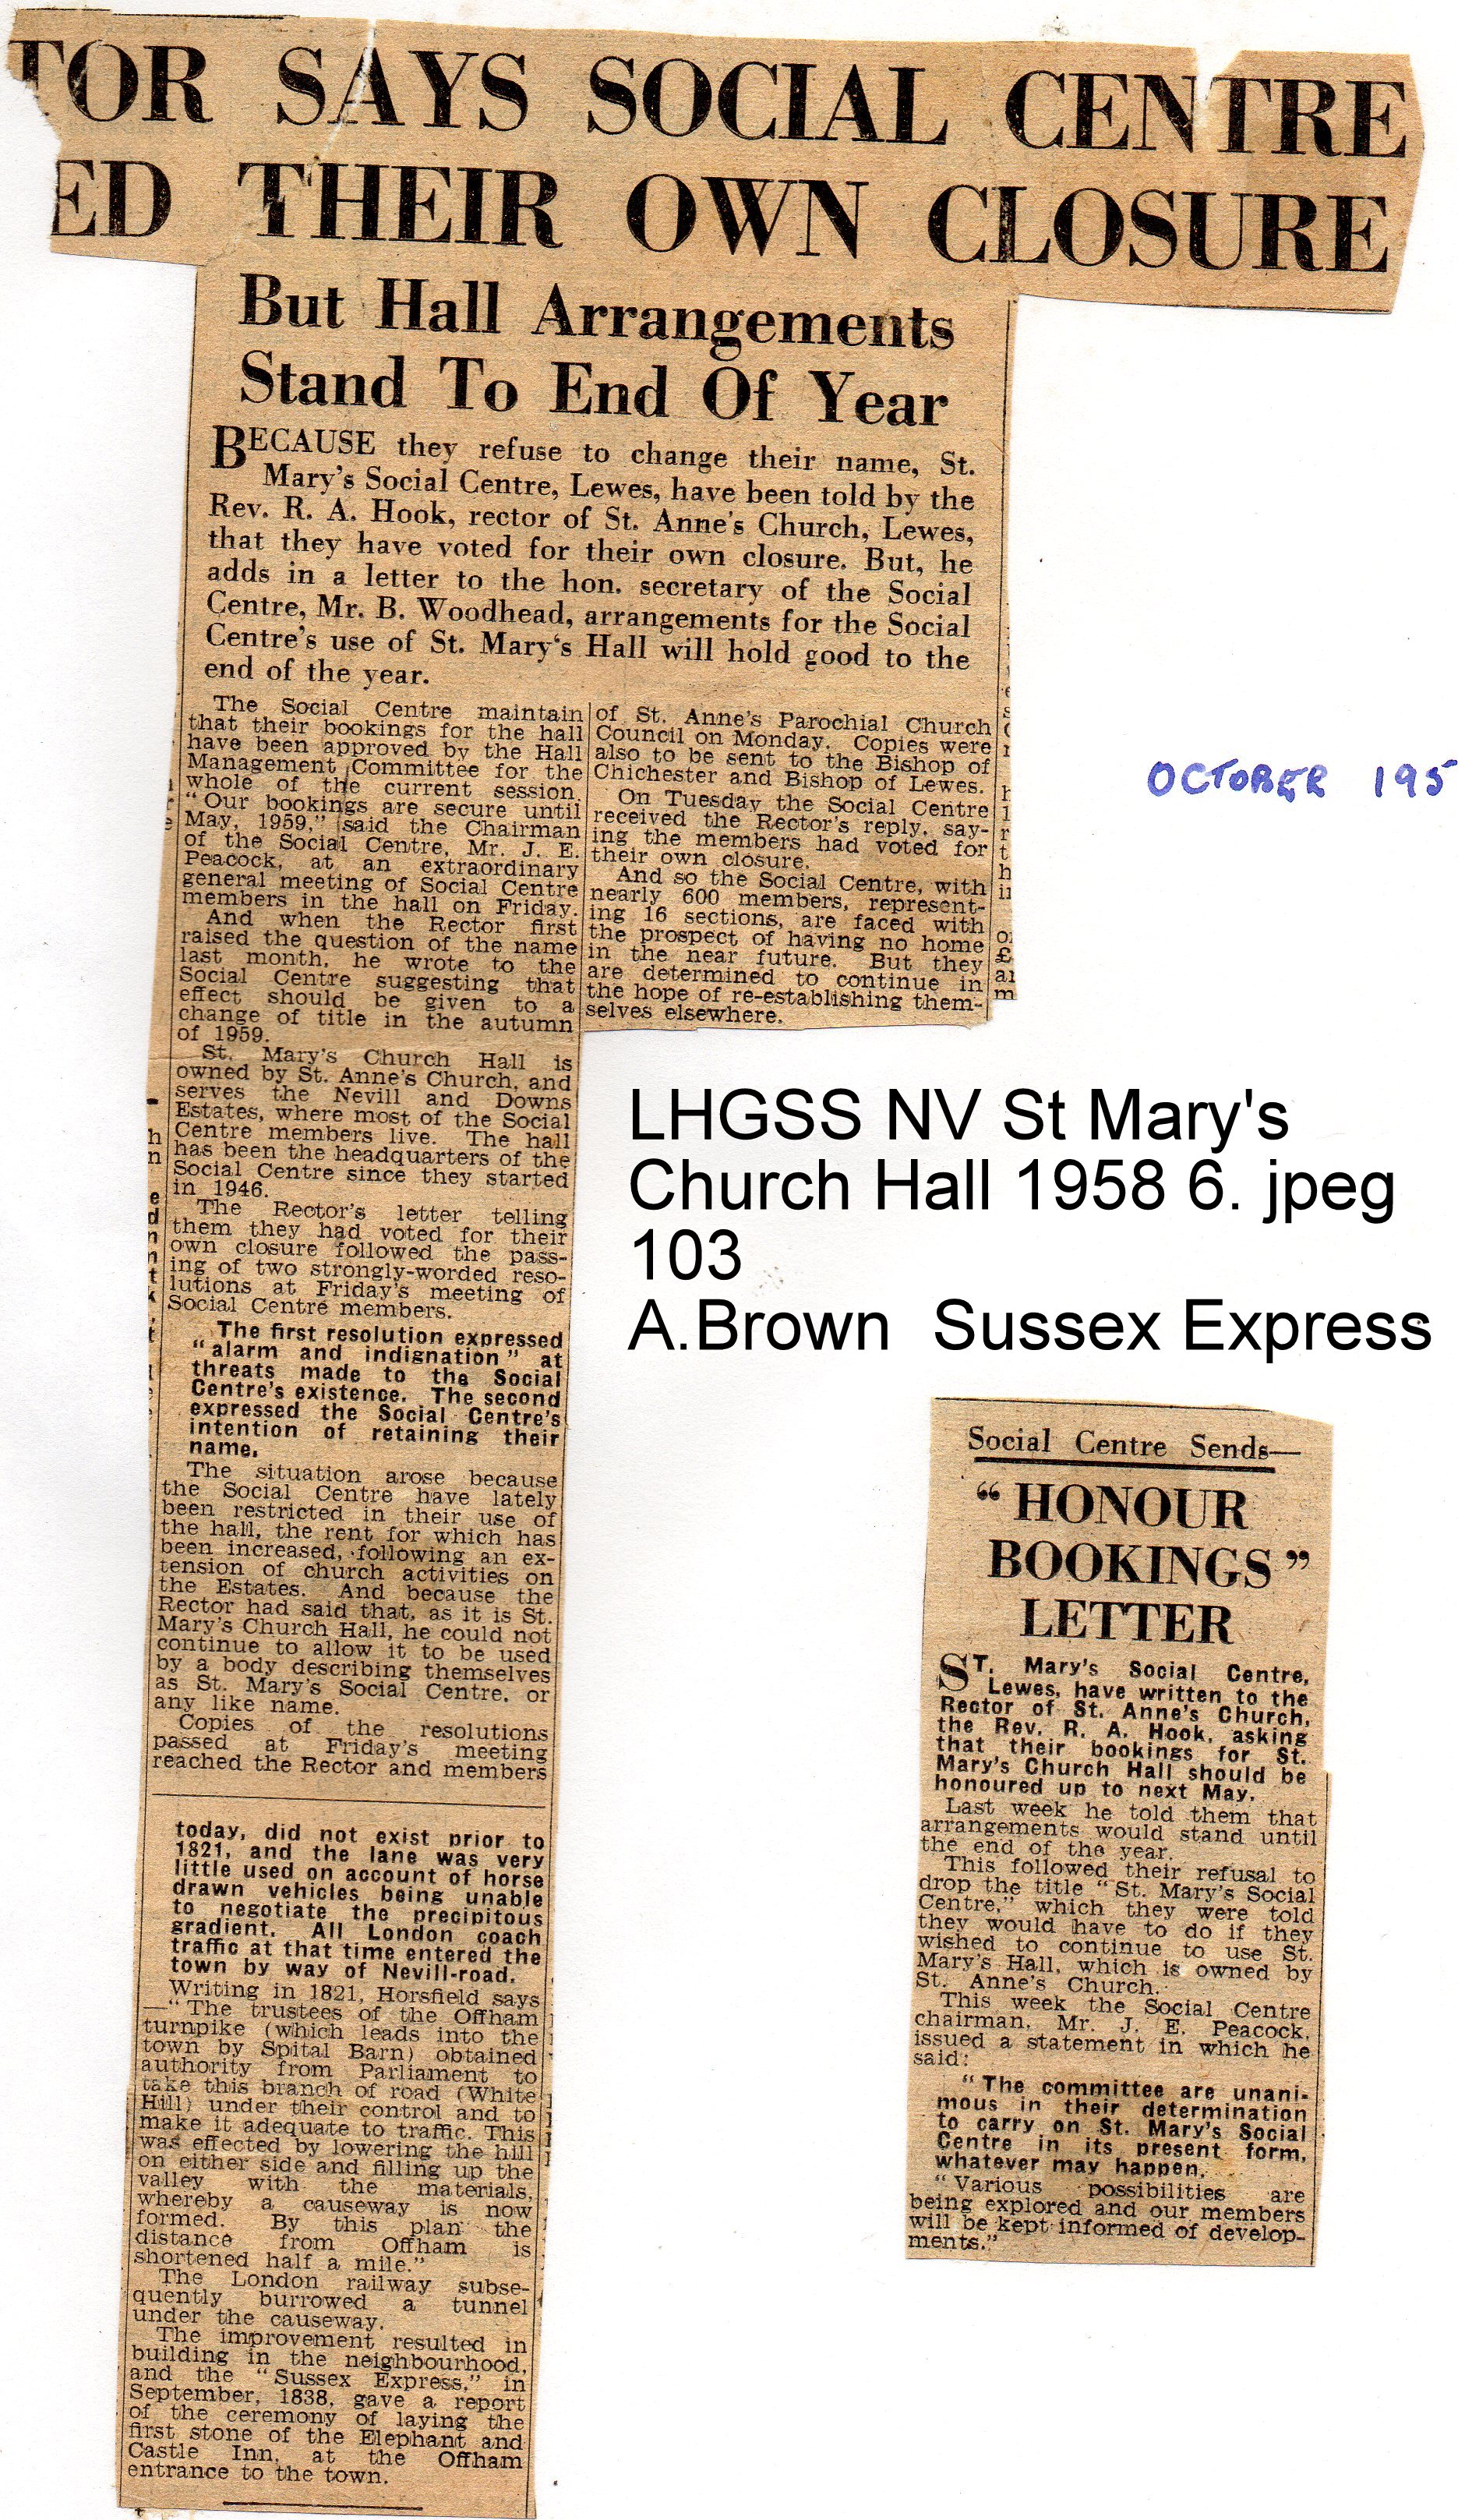 TOR SAYS SOCIAL CENTRE
ED THEIR OWN CLOSURE
But Hall Arrangements
Stand To End Of Year
BECAUSE they refuse to change their name, St.
Mary's Social Centre, Lewes, have been told by the
Rev. R. A. Hook, rector of St. Anne's Church, Lewes,
that they have voted for their own closure. But, he
adds in a letter to the hon. secretary of the Social
Centre, Mr. B. Woodhead, arrangements for the Social
Centre's use of St. Mary's Hall will hold good to the
end of the year.
The Social Centre maintain
that their bookings for the hall
have been approved by the Hall
Management Committee for the
whole of the current session.
"Our bookings are secure until
May, 1959," said the Chairman
of the Social Centre, Mr. J. E.
Peacock, at an extraordinary
general meeting of Social Centre
members in the hall on Friday.
And when the Rector first
raised the question of the name
last month, he wrote to the
Social Centre suggesting that
effect should be given to a
change of title in the autumn
of 1959.
St. Mary's Church Hall is
owned by St. Anne's Church, and
serves the Nevill and Downs
Estates, where most of the Social
Centre members live. The hall
has been the headquarters of the
Social Centre since they started
in 1946.
The Rector's letter telling
them they had voted for their
own closure followed the pass-
ing of two strongly-worded reso-
lutions at Friday's meeting of
Social Centre members.
The first resolution expressed
"alarm and indignation" at
threats made to the Social
Centre's existence. The second
expressed the Social Centre's
intention of retaining their
name.
The situation arose because
the Social Centre have lately
been restricted in their use of
the hall, the rent for which has
been increased, following an ex-
tension of church activities on
the Estates. And because the
Rector had said that, as it is St.
Mary's Church Hall, he could not
continue to allow it to be used
by a body describing themselves
as St. Mary's Social Centre, or
any like name.
Copies of the resolutions
passed at Friday's meeting
reached the Rector and members
of St. Anne's Parochial Church
Council on Monday. Copies were
also to be sent to the Bishop of
Chichester and Bishop of Lewes.
On Tuesday the Social Centre
received the Rector's reply, say-
ing the members had voted for
their own closure.
And so the Social Centre, with
nearly 600 members, represent-
ing 16 sections, are faced with
the prospect of having no home
in the near future. But they
are determined to continue in
the hope of re-establishing them-
selves elsewhere.
OCTOBER 195
LHGSS NV St Mary's
Church Hall 1958 6. jpeg
103
A.Brown Sussex Express
today, did not exist prior to
1821, and the lane was very
little used on account of horse
drawn vehicles being unable
to negotiate the precipitous
gradient. All London coach
traffic at that time entered the
town by way of Nevill-road.
Writing in 1821, Horsfield says
—"The trustees of the Offham
turnpike (which leads into the
town by Spital Barn) obtained
authority from Parliament to
take this branch of road (White
Hill) under their control and to
make it adequate to traffic. This
was effected by lowering the hill
on either side and filling up the
valley with the materials,
whereby a causeway is now
formed. By this plan the
distance from Offham is
shortened half a mile."
The London railway subse-
quently burrowed a tunnel
under the causeway.
The improvement resulted in
building in the neighbourhood,
and the "Sussex Express," in
September, 1838, gave a report
of the ceremony of laying the
first stone of the Elephant and
Castle Inn, at the Offham
entrance to the town.
Social Centre Sends—
"HONOUR
BOOKINGS"
LETTER
ST. Mary's Social Centre,
Lewes, have written to the
Rector of St. Anne's Church,
the Rev. R. A. Hook, asking
that their bookings for St.
Mary's Church Hall should be
honoured up to next May.
Last week he told them that
arrangements would stand until
the end of the year.
This followed their refusal to
drop the title "St. Mary's Social
Centre," which they were told
they would have to do if they
wished to continue to use St.
Mary's Hall, which is owned by
St. Anne's Church.
This week the Social Centre
chairman, Mr. J. E. Peacock,
issued a statement in which he
said:
"The committee are unani-
mous in their determination
to carry on St. Mary's Social
Centre in its present form,
whatever may happen.
"Various possibilities are
being explored and our members
will be kept informed of develop-
ments."